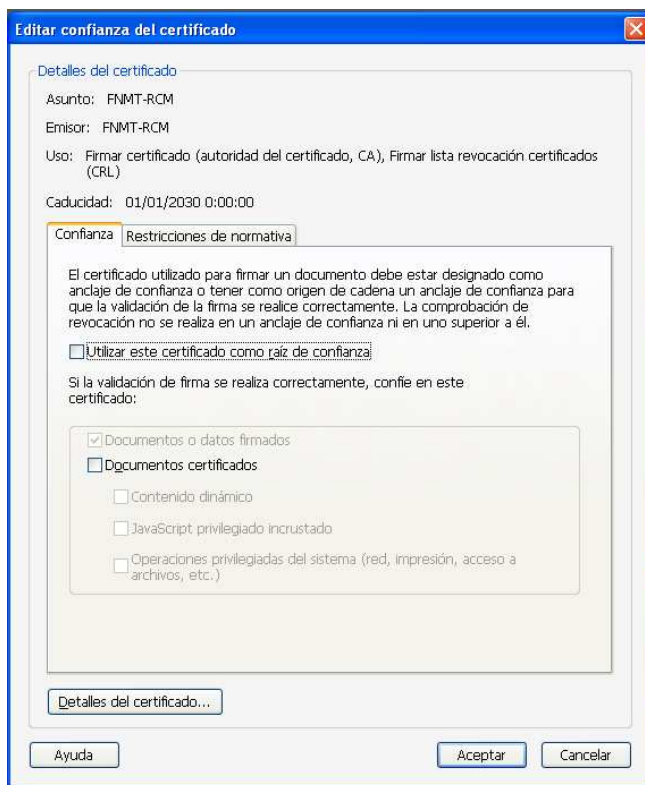 Editar confianza del certificado
Detalles del certificado
Asunto: FNMT-RCM
Emisor: FNMT-RCM
Uso: Firmar certificado (autoridad del certificado, CA), Firmar lista revocación certificados
(CRL)
Caducidad: 01/01/2030 0:00:00
Confianza Restricciones de normativa
El certificado utilizado para firmar un documento debe estar designado como
anclaje de confianza o tener como origen de cadena un anclaje de confianza para
que la validación de la firma se realice correctamente. La comprobación de
revocación no se realiza en un anclaje de confianza ni en uno superior a él.
Utilizar este certificado como raíz de confianza
Si la validación de firma se realiza correctamente, confíe en este
certificado:
Documentos o datos firmados
Documentos certificados
Contenido dinámico
JavaScript privilegiado incrustado
Operaciones privilegiadas del sistema (red, impresión, acceso a
archivos, etc.)
Detalles del certificado...
Ayuda Aceptar Cancelar